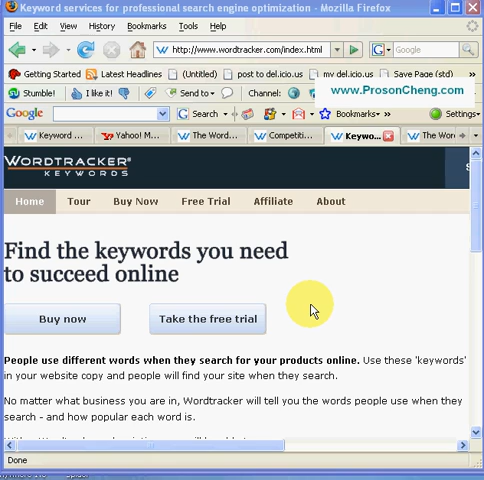 Keyword services for professional search engine optimization - Mozilla Firefox
File Edit View History Bookmarks Tools Help
http://www.wordtracker.com/index.html Google
Getting Started Latest Headlines (Untitled) post to del.icio.us my del.icio.us Save Page (std)
Stumble! I like it! Send to
www.ProsonCheng.com
Google Search Bookmarks Settings
Keyword ... Yahoo! M... The Word... Competiti... Keywo... The Wor
WORDTRACKER
KEYWORDS
Home Tour Buy Now Free Trial Affiliate About
Find the keywords you need
to succeed online
Buy now Take the free trial
People use different words when they search for your products online. Use these 'keywords'
in your website copy and people will find your site when they search.
No matter what business you are in, Wordtracker will tell you the words people use when they
search - and how popular each word is.
Done